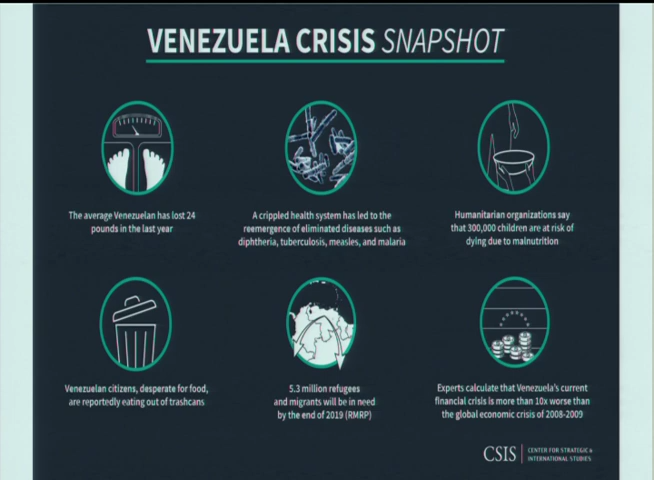 VENEZUELA CRISIS SNAPSHOT
The average Venezuelan has lost 24
pounds in the last year
A crippled health system has led to the
reemergence of eliminated diseases such as
diphtheria, tuberculosis, measles, and malaria
Humanitarian organizations say
that 300,000 children are at risk of
dying due to malnutrition
Venezuelan citizens, desperate for food,
are reportedly eating out of trashcans
5.3 million refugees
and migrants will be in need
by the end of 2019 (RMRP)
Experts calculate that Venezuela's current
financial crisis is more than 10x worse than
the global economic crisis of 2008-2009
CSIS
CENTER FOR STRATEGIC &
INTERNATIONAL STUDIES